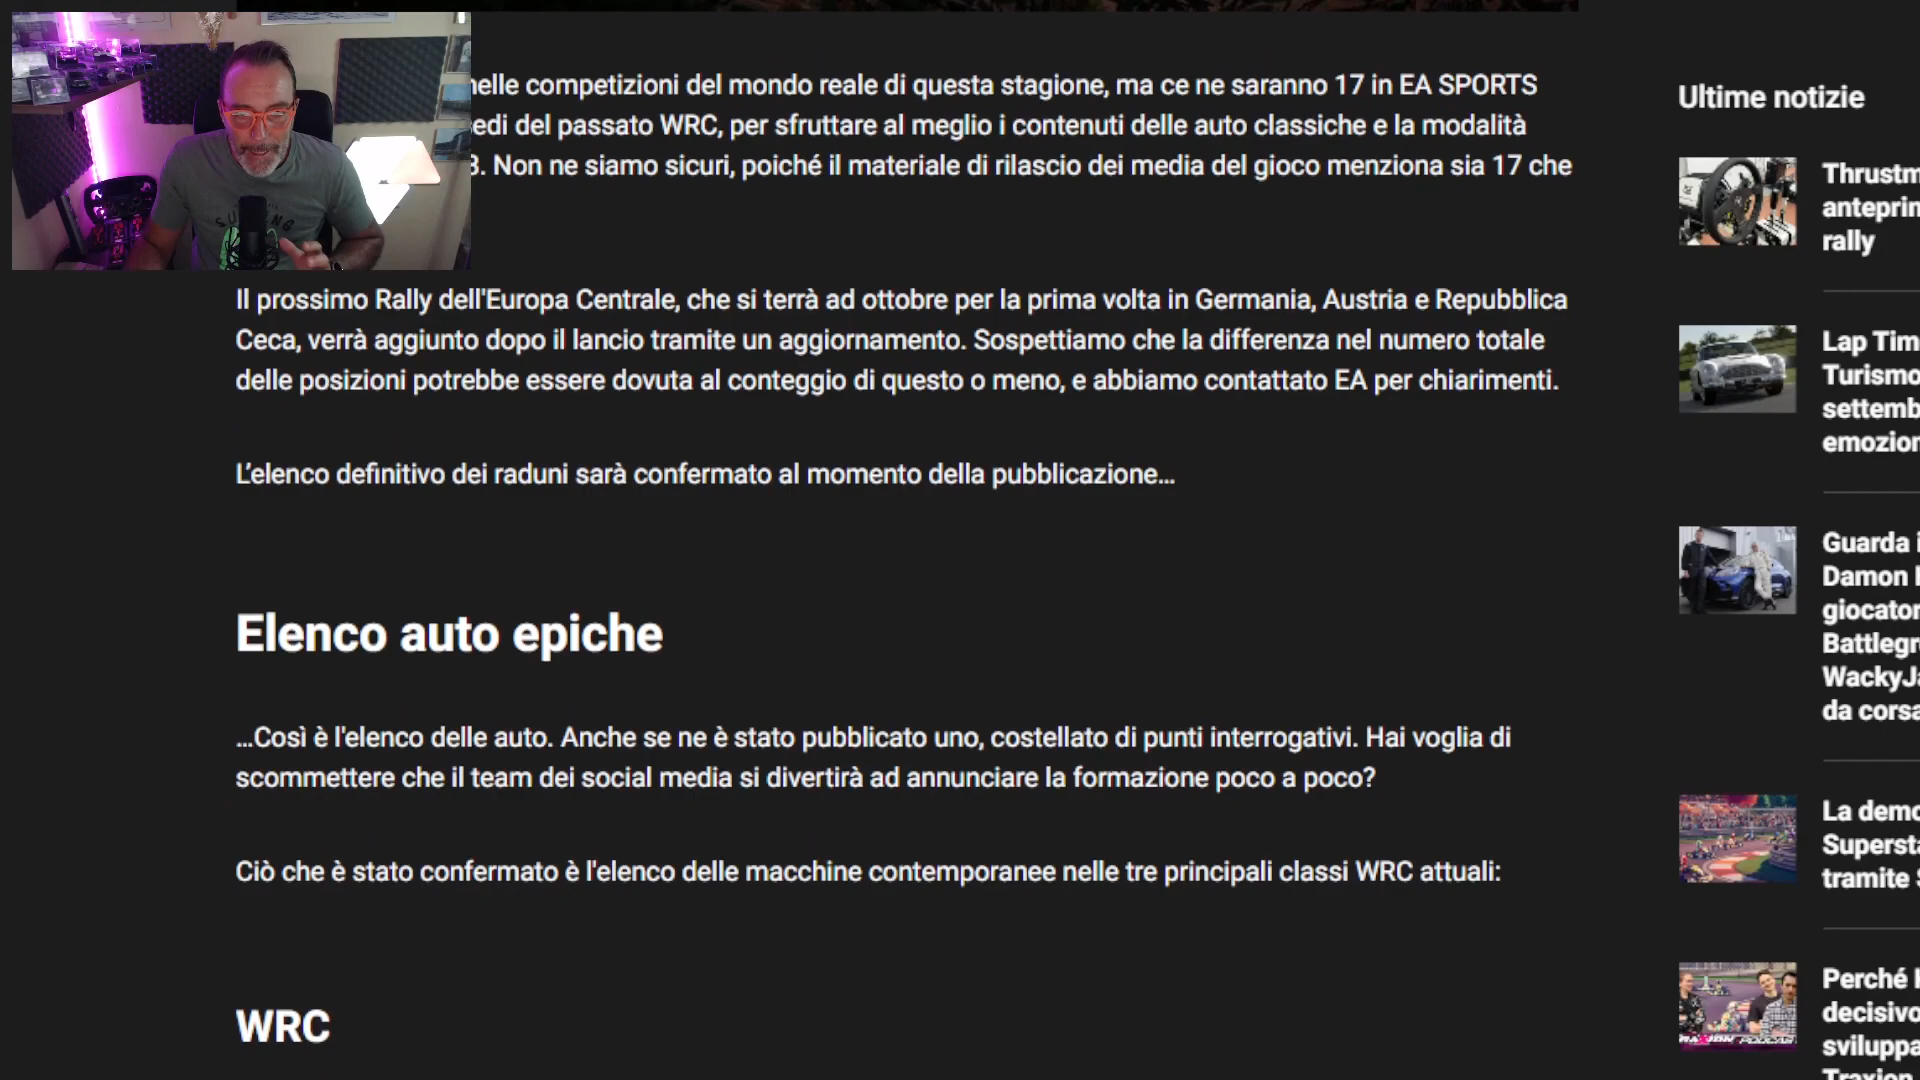 nelle competizioni del mondo reale di questa stagione, ma ce ne saranno 17 in EA SPORTS
sedi del passato WRC, per sfruttare al meglio i contenuti delle auto classiche e la modalità
. Non ne siamo sicuri, poiché il materiale di rilascio dei media del gioco menziona sia 17 che
Il prossimo Rally dell'Europa Centrale, che si terrà ad ottobre per la prima volta in Germania, Austria e Repubblica
Ceca, verrà aggiunto dopo il lancio tramite un aggiornamento. Sospettiamo che la differenza nel numero totale
delle posizioni potrebbe essere dovuta al conteggio di questo o meno, e abbiamo contattato EA per chiarimenti.
L'elenco definitivo dei raduni sarà confermato al momento della pubblicazione...
Elenco auto epiche
...Così è l'elenco delle auto. Anche se ne è stato pubblicato uno, costellato di punti interrogativi. Hai voglia di
scommettere che il team dei social media si divertirà ad annunciare la formazione poco a poco?
Ciò che è stato confermato è l'elenco delle macchine contemporanee nelle tre principali classi WRC attuali:
WRC
Ultime notizie
Thrustm
anteprin
rally
Lap Tim
Turismo
settemb
emozion
Guarda i
Damon
giocator
Battlegr
WackyJa
da corsa
La demo
Supersta
tramite
Perché
decisivo
sviluppa
Traxion